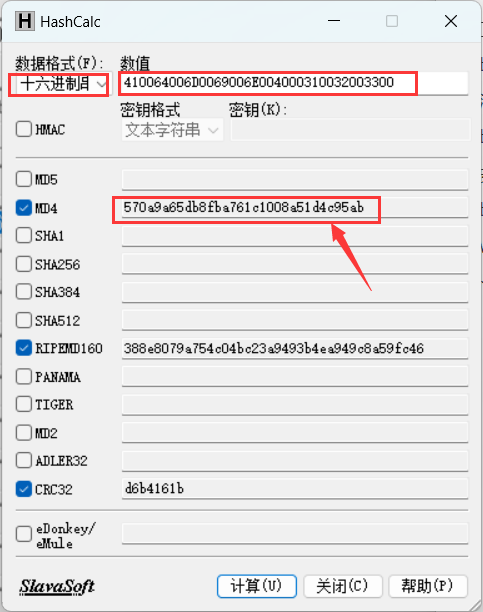 HashCalc
数据格式(F): 数值
十六进制 410064006D0069006E004000310032003300
密钥格式 密钥(K):
HMAC 文本字符串
MD5
MD4 570a9a65db8fba761c1008a51d4c95ab
SHA1
SHA256
SHA384
SHA512
RIPEMD160 388e8079a754c04bc23a9493b4ea949c8a59fc46
PANAMA
TIGER
MD2
ADLER32
CRC32 d6b4161b
eDonkey/
eMule
SlavaSoft 计算(U) 关闭(C) 帮助(P)